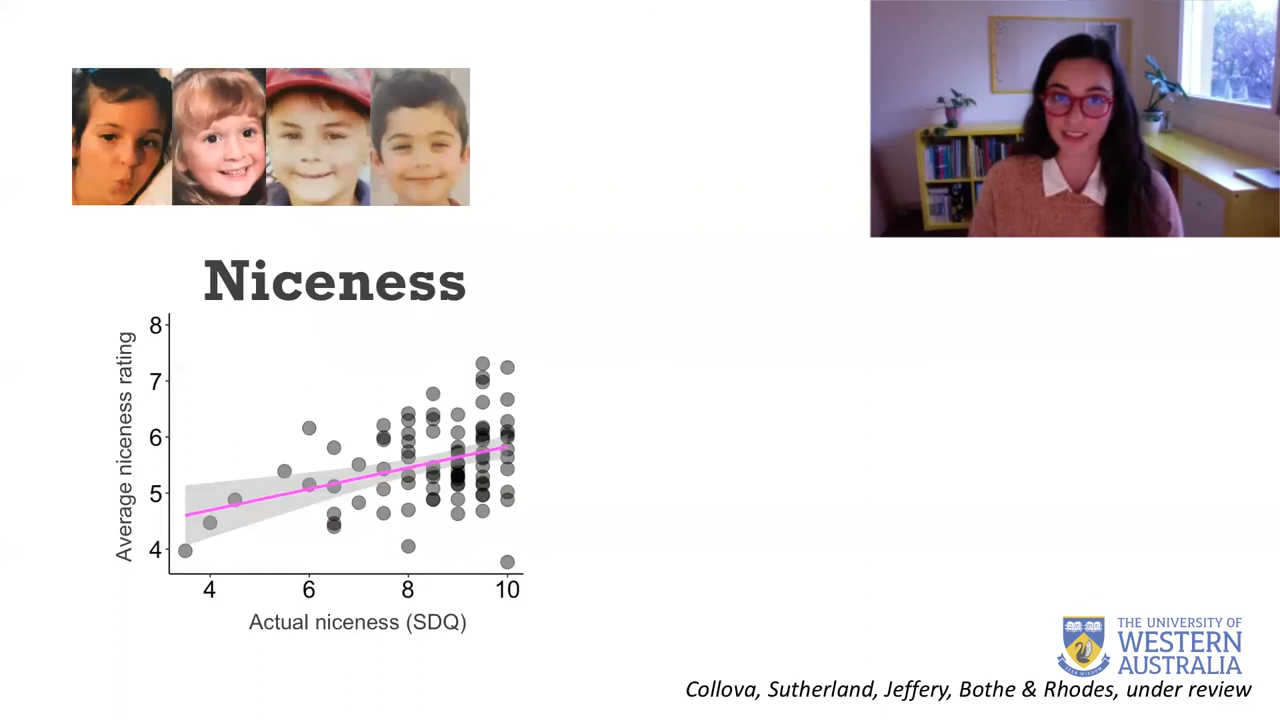 Niceness
8
7
6
5
4
Average niceness rating
4 6 8 10
Actual niceness (SDQ)
THE UNIVERSITY OF
WESTERN
AUSTRALIA
Collova, Sutherland, Jeffery, Bothe & Rhodes, under review